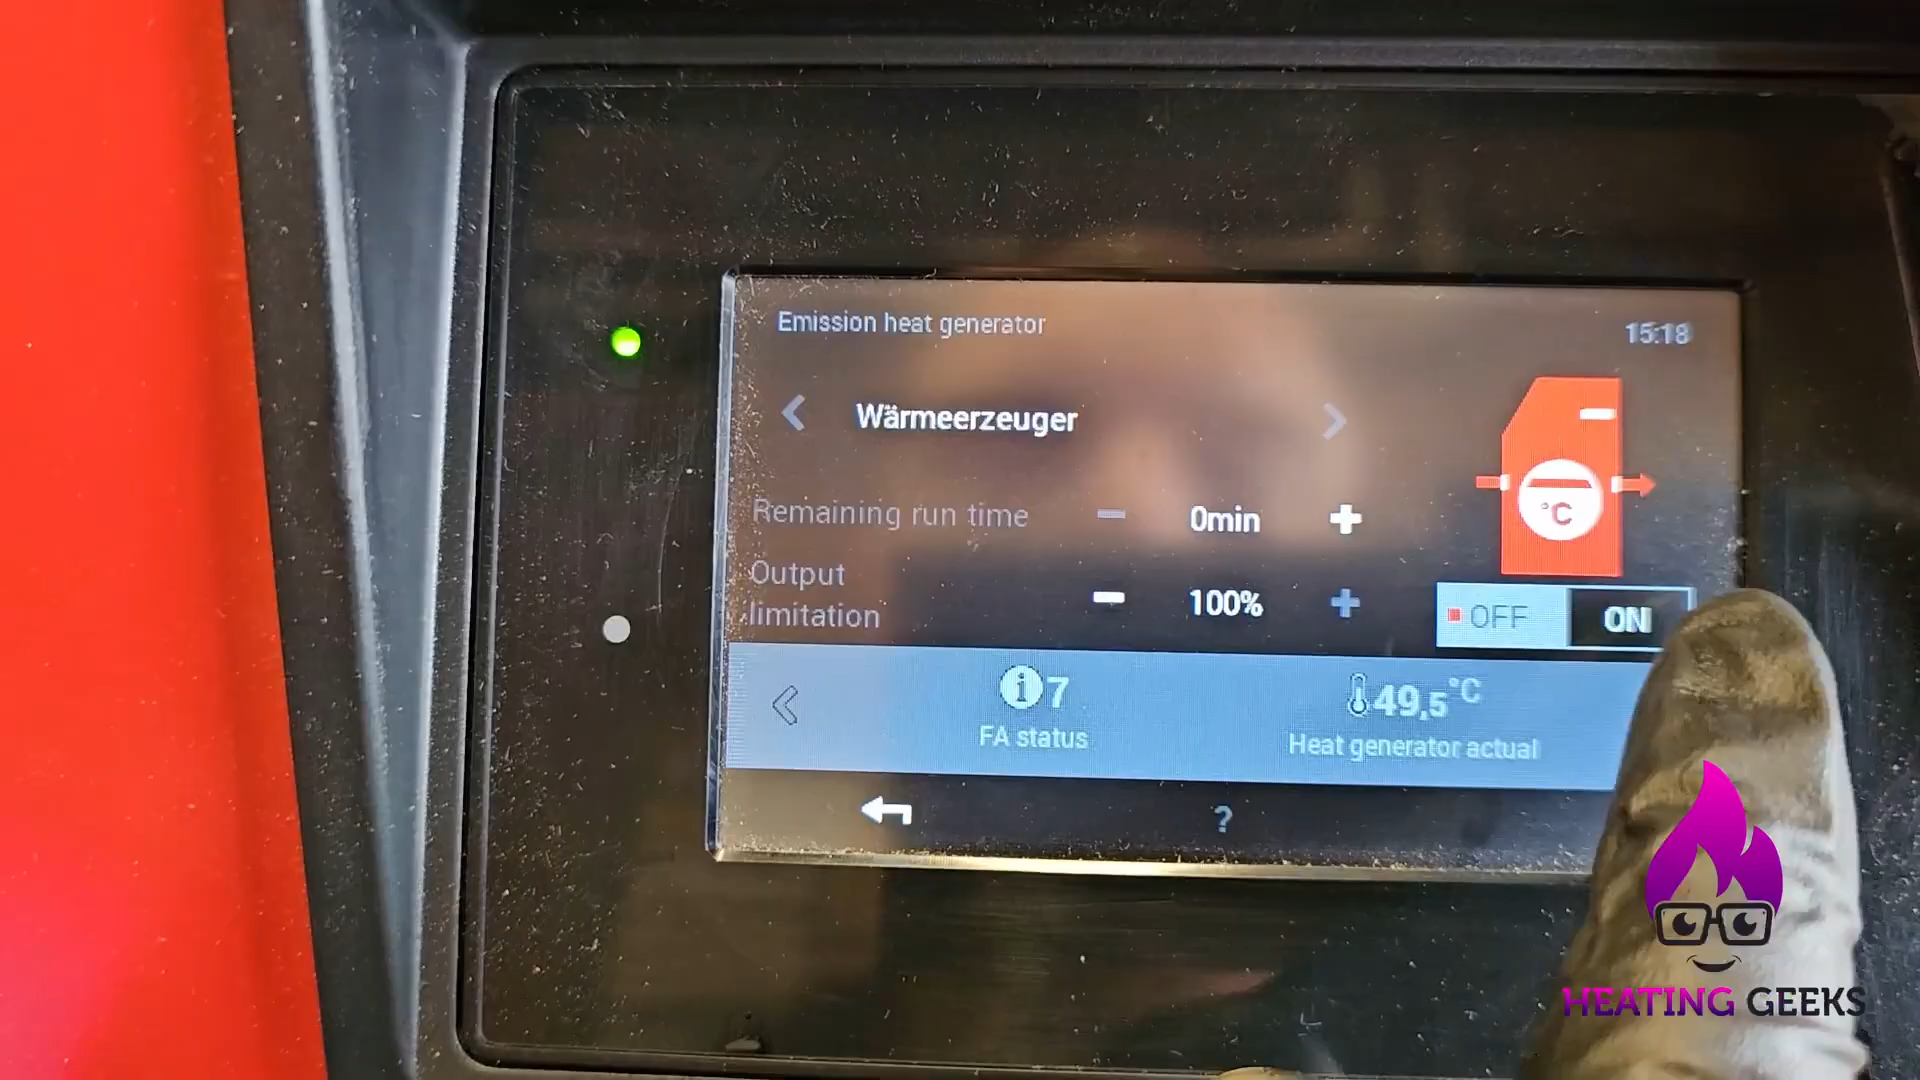 Emission heat generator
15:18
Wärmeerzeuger
Remaining run time
0min
Output
limitation
100%
OFF ON
°C
i 7
FA status
49,5°C
Heat generator actual
?
HEATING GEEKS